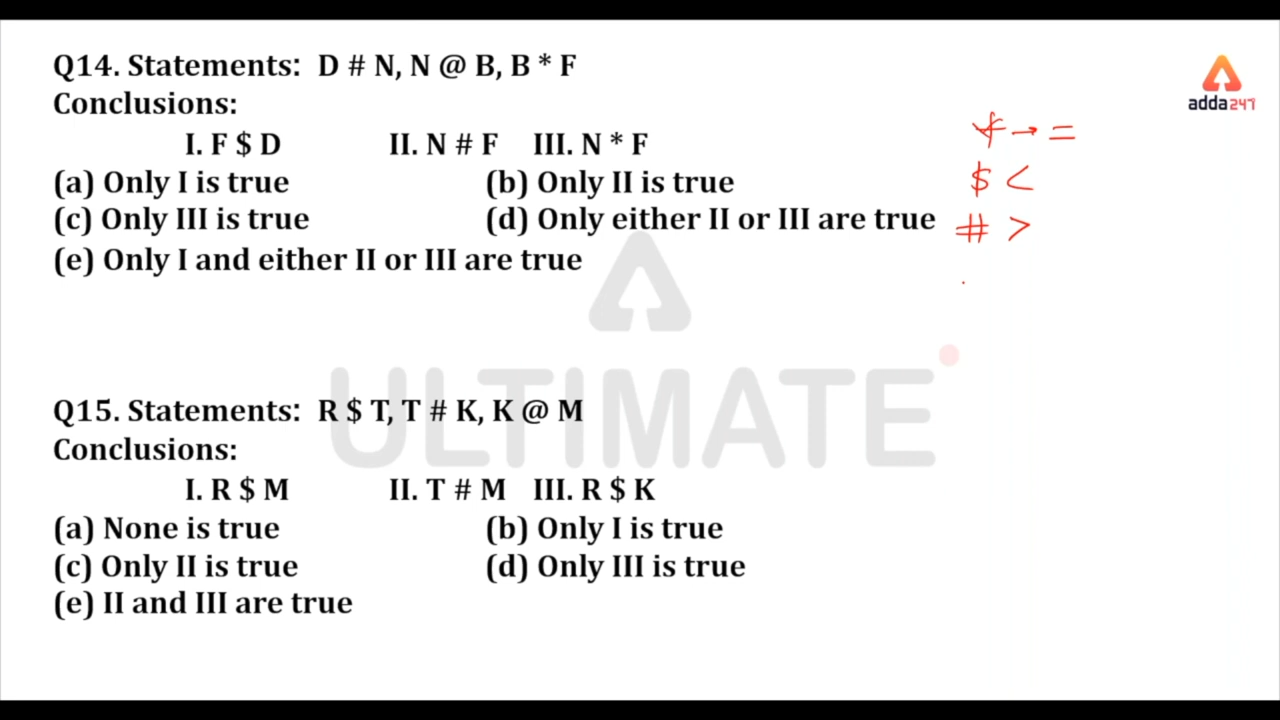 Q14. Statements: D # N, N @ B, B * F
adda247
Conclusions:
* → =
I. F $ D II. N # F III. N * F
$ <
(a) Only I is true (b) Only II is true
(c) Only III is true (d) Only either II or III are true
# >
(e) Only I and either II or III are true
ULTIMATE
Q15. Statements: R $ T, T # K, K @ M
Conclusions:
I. R $ M II. T # M III. R $ K
(a) None is true (b) Only I is true
(c) Only II is true (d) Only III is true
(e) II and III are true